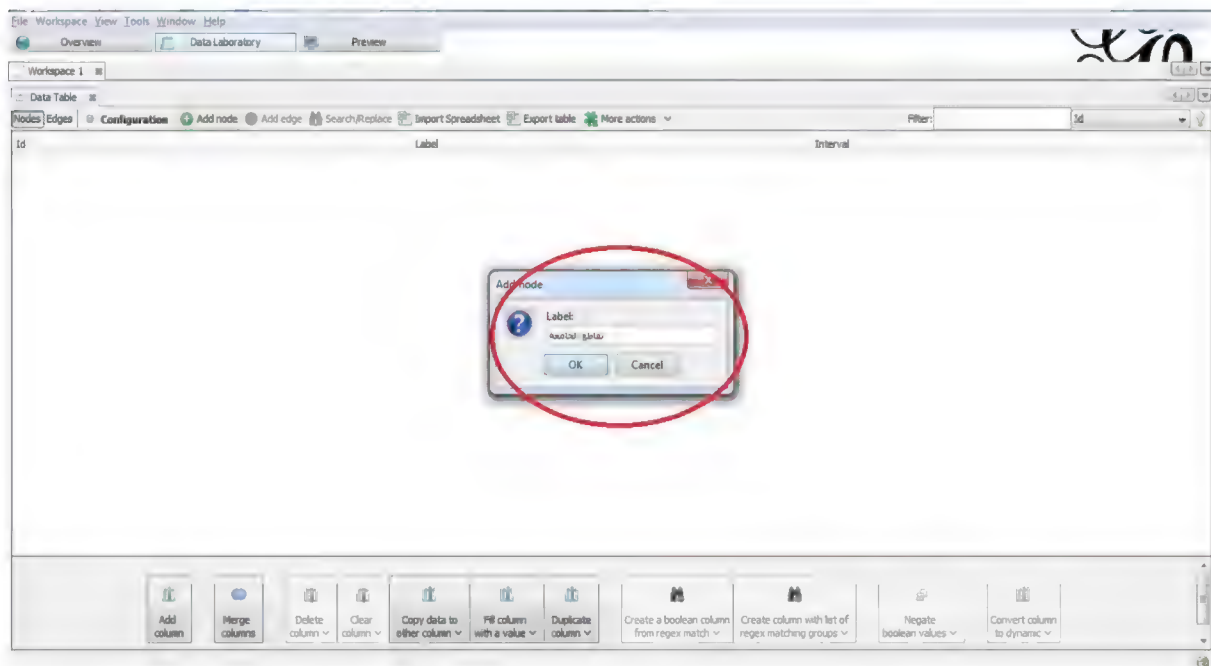 File Workspace View Tools Window Help
Overview Data Laboratory Preview
Workspace 1
Data Table
Nodes Edges Configuration Add node Add edge Search/Replace Import Spreadsheet Export table More actions Filter: Id
Id Label Interval
Add node
Label:
تقاطع الجامعة
OK Cancel
Add column
Merge columns
Delete column
Clear column
Copy data to other column
Fill column with a value
Duplicate column
Create a boolean column from regex match
Create column with list of regex matching groups
Negate boolean values
Convert column to dynamic